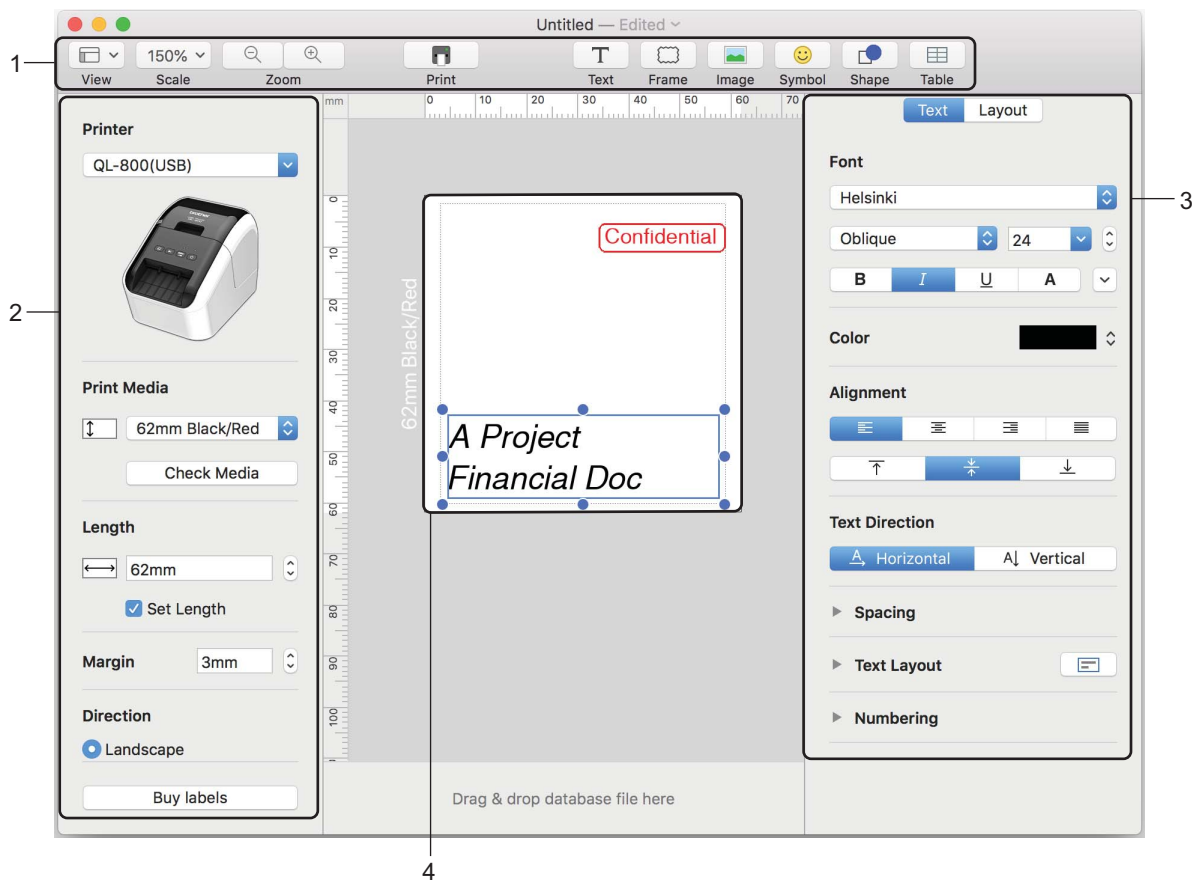 Untitled — Edited
1
150%
View Scale Zoom Print Text Frame Image Symbol Shape Table
2
Printer
QL-800(USB)
brother
Print Media
62mm Black/Red
Check Media
Length
62mm
Set Length
Margin 3mm
Direction
Landscape
Buy labels
mm
0 10 20 30 40 50 60 70
0
10
20
30
40
50
60
70
80
90
100
62mm Black/Red
Confidential
A Project
Financial Doc
Drag & drop database file here
4
3
Text Layout
Font
Helsinki
Oblique 24
B I U A
Color
Alignment
Text Direction
A Horizontal A Vertical
Spacing
Text Layout
Numbering